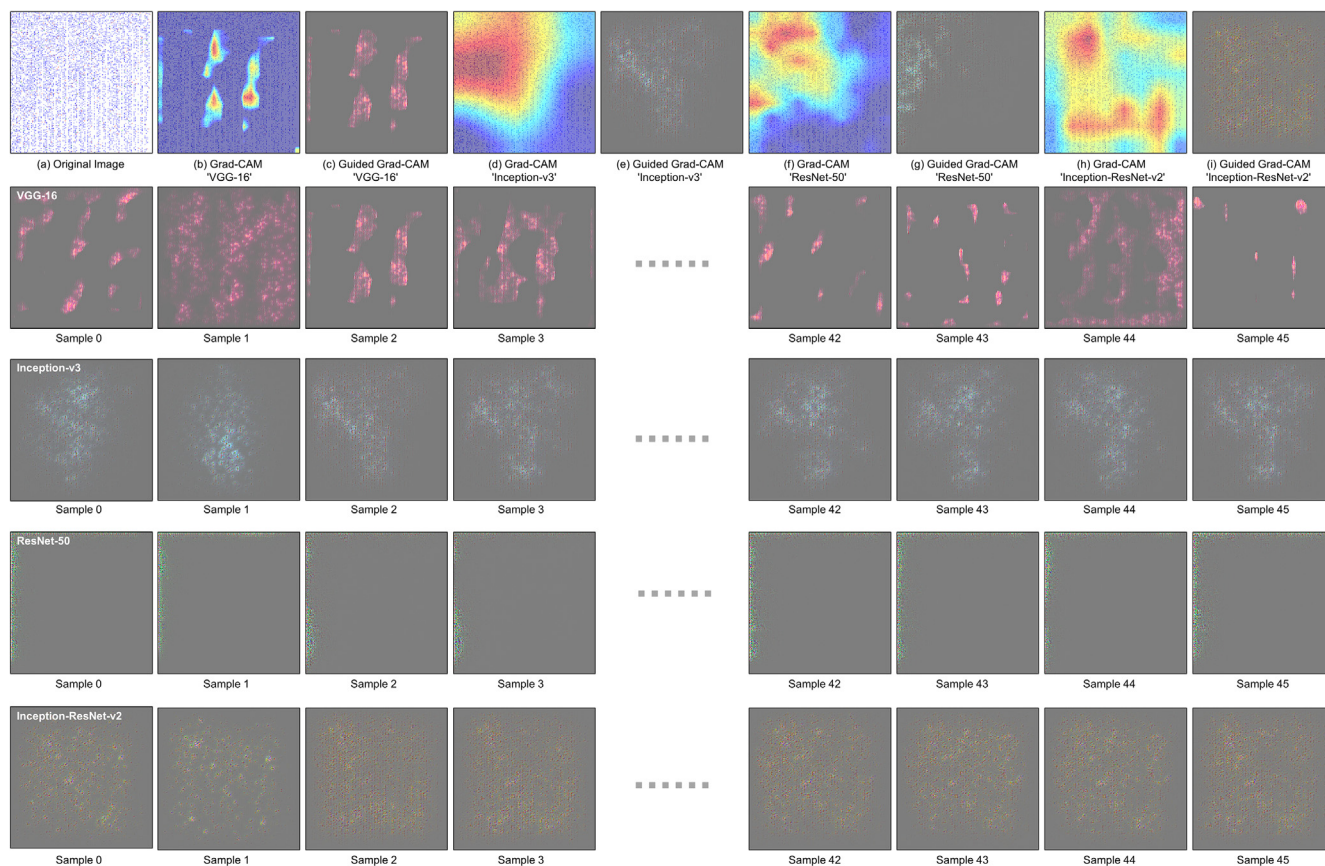 (a) Original Image
(b) Grad-CAM
'VGG-16'
(c) Guided Grad-CAM
'VGG-16'
(d) Grad-CAM
'Inception-v3'
(e) Guided Grad-CAM
'Inception-v3'
(f) Grad-CAM
'ResNet-50'
(g) Guided Grad-CAM
'ResNet-50'
(h) Grad-CAM
'Inception-ResNet-v2'
(i) Guided Grad-CAM
'Inception-ResNet-v2'
VGG-16
Sample 0
Sample 1
Sample 2
Sample 3
Sample 42
Sample 43
Sample 44
Sample 45
Inception-v3
Sample 0
Sample 1
Sample 2
Sample 3
Sample 42
Sample 43
Sample 44
Sample 45
ResNet-50
Sample 0
Sample 1
Sample 2
Sample 3
Sample 42
Sample 43
Sample 44
Sample 45
Inception-ResNet-v2
Sample 0
Sample 1
Sample 2
Sample 3
Sample 42
Sample 43
Sample 44
Sample 45